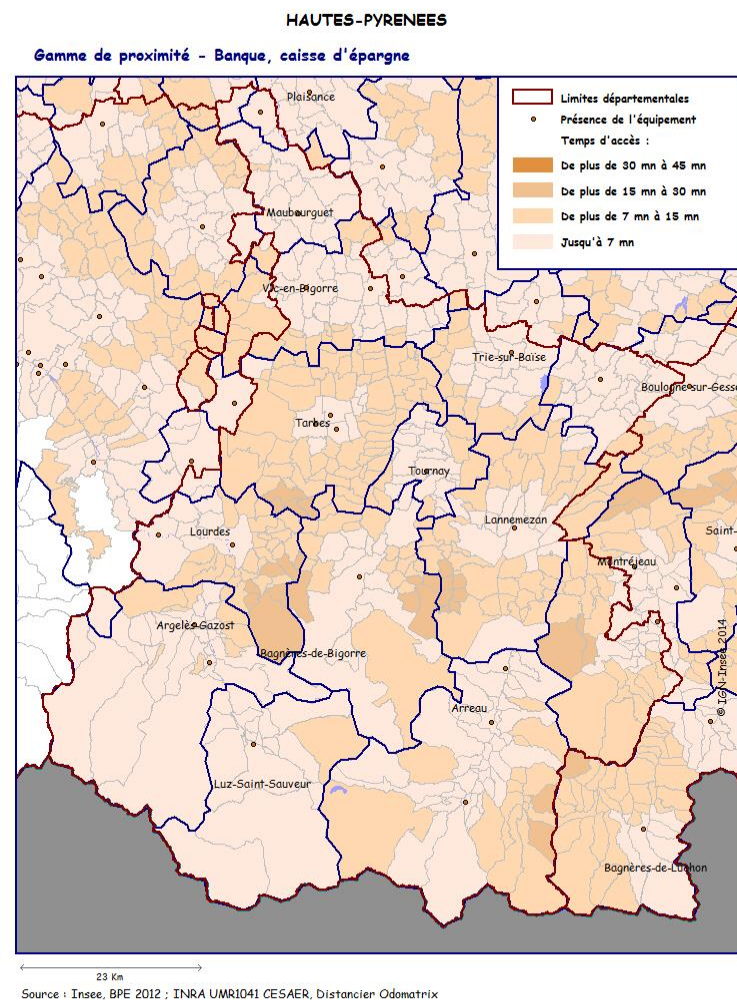 HAUTES-PYRENEES
Gamme de proximité - Banque, caisse d'épargne
Limites départementales
Présence de l'équipement
Temps d'accès :
De plus de 30 mn à 45 mn
De plus de 15 mn à 30 mn
De plus de 7 mn à 15 mn
Jusqu'à 7 mn
Plaisance
Maubourguet
Vic-en-Bigorre
Trie-sur-Baïse
Boulogne-sur-Gesse
Tarbes
Tournay
Lannemezan
Lourdes
Saint-
Montréjeau
Argelès-Gazost
Bagnères-de-Bigorre
Arreau
Luz-Saint-Sauveur
Bagnères-de-Luchon
© IGN-Insee 2014
23 Km
Source : Insee, BPE 2012 ; INRA UMR1041 CESAER, Distancier Odomatrix